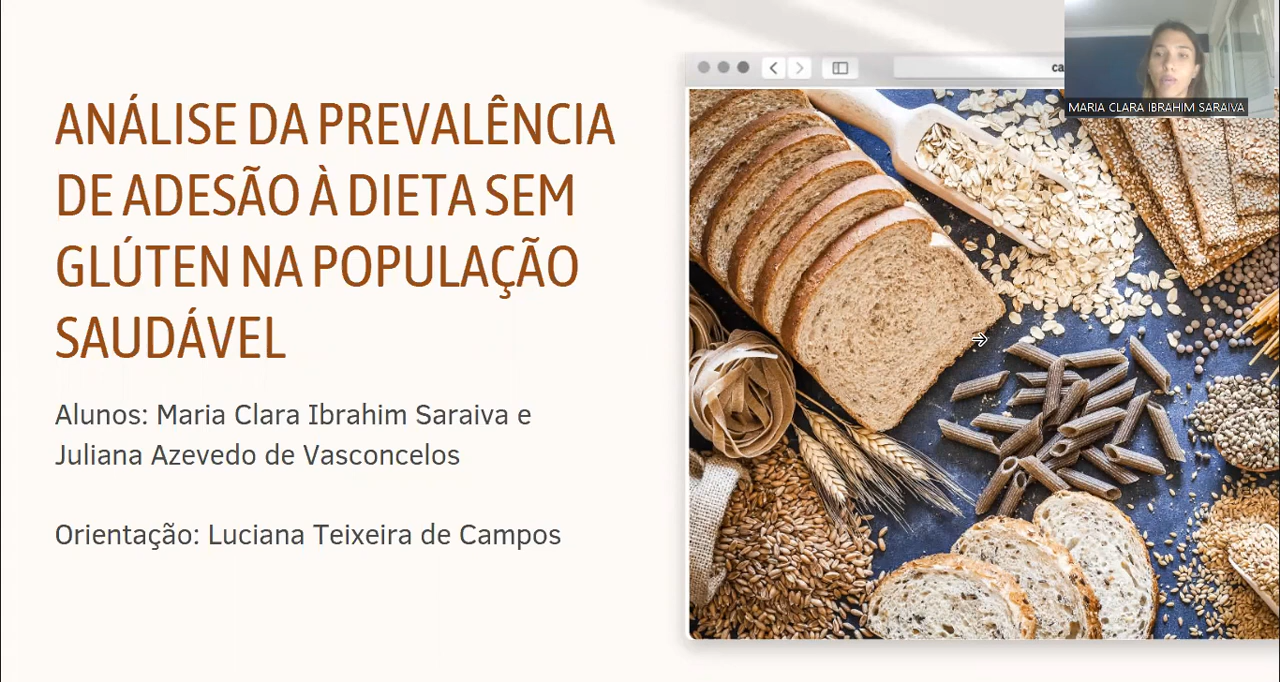 ANÁLISE DA PREVALÊNCIA
DE ADESÃO À DIETA SEM
GLÚTEN NA POPULAÇÃO
SAUDÁVEL
Alunos: Maria Clara Ibrahim Saraiva e
Juliana Azevedo de Vasconcelos
Orientação: Luciana Teixeira de Campos
ca
MARIA CLARA IBRAHIM SARAIVA